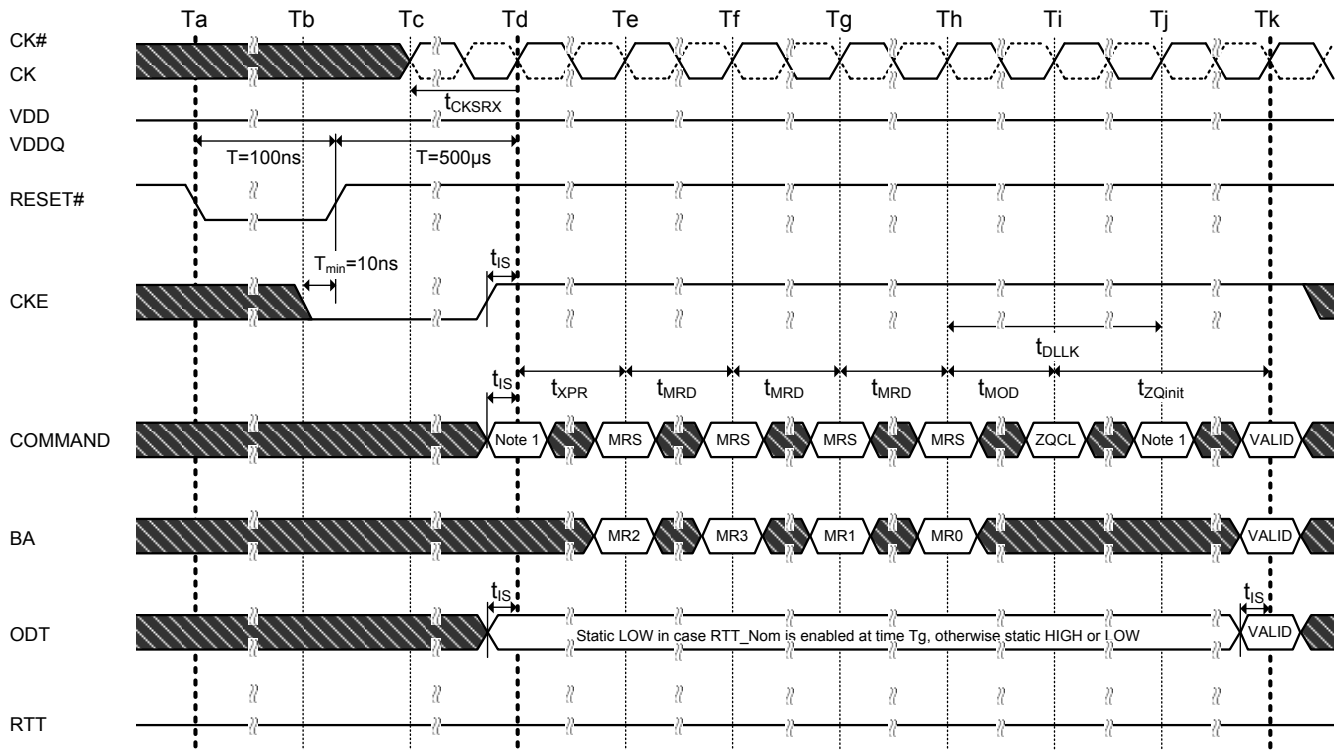 Ta Tb Tc Td Te Tf Tg Th Ti Tj Tk
CK#
CK
tCKSRX
VDD
VDDQ
T=100ns T=500µs
RESET#
Tmin=10ns tIS
CKE
tDLLK
tIS tXPR tMRD tMRD tMRD tMOD tZQinit
COMMAND Note 1 MRS MRS MRS MRS ZQCL Note 1 VALID
BA MR2 MR3 MR1 MR0 VALID
tIS tIS
ODT Static LOW in case RTT_Nom is enabled at time Tg, otherwise static HIGH or LOW VALID
RTT